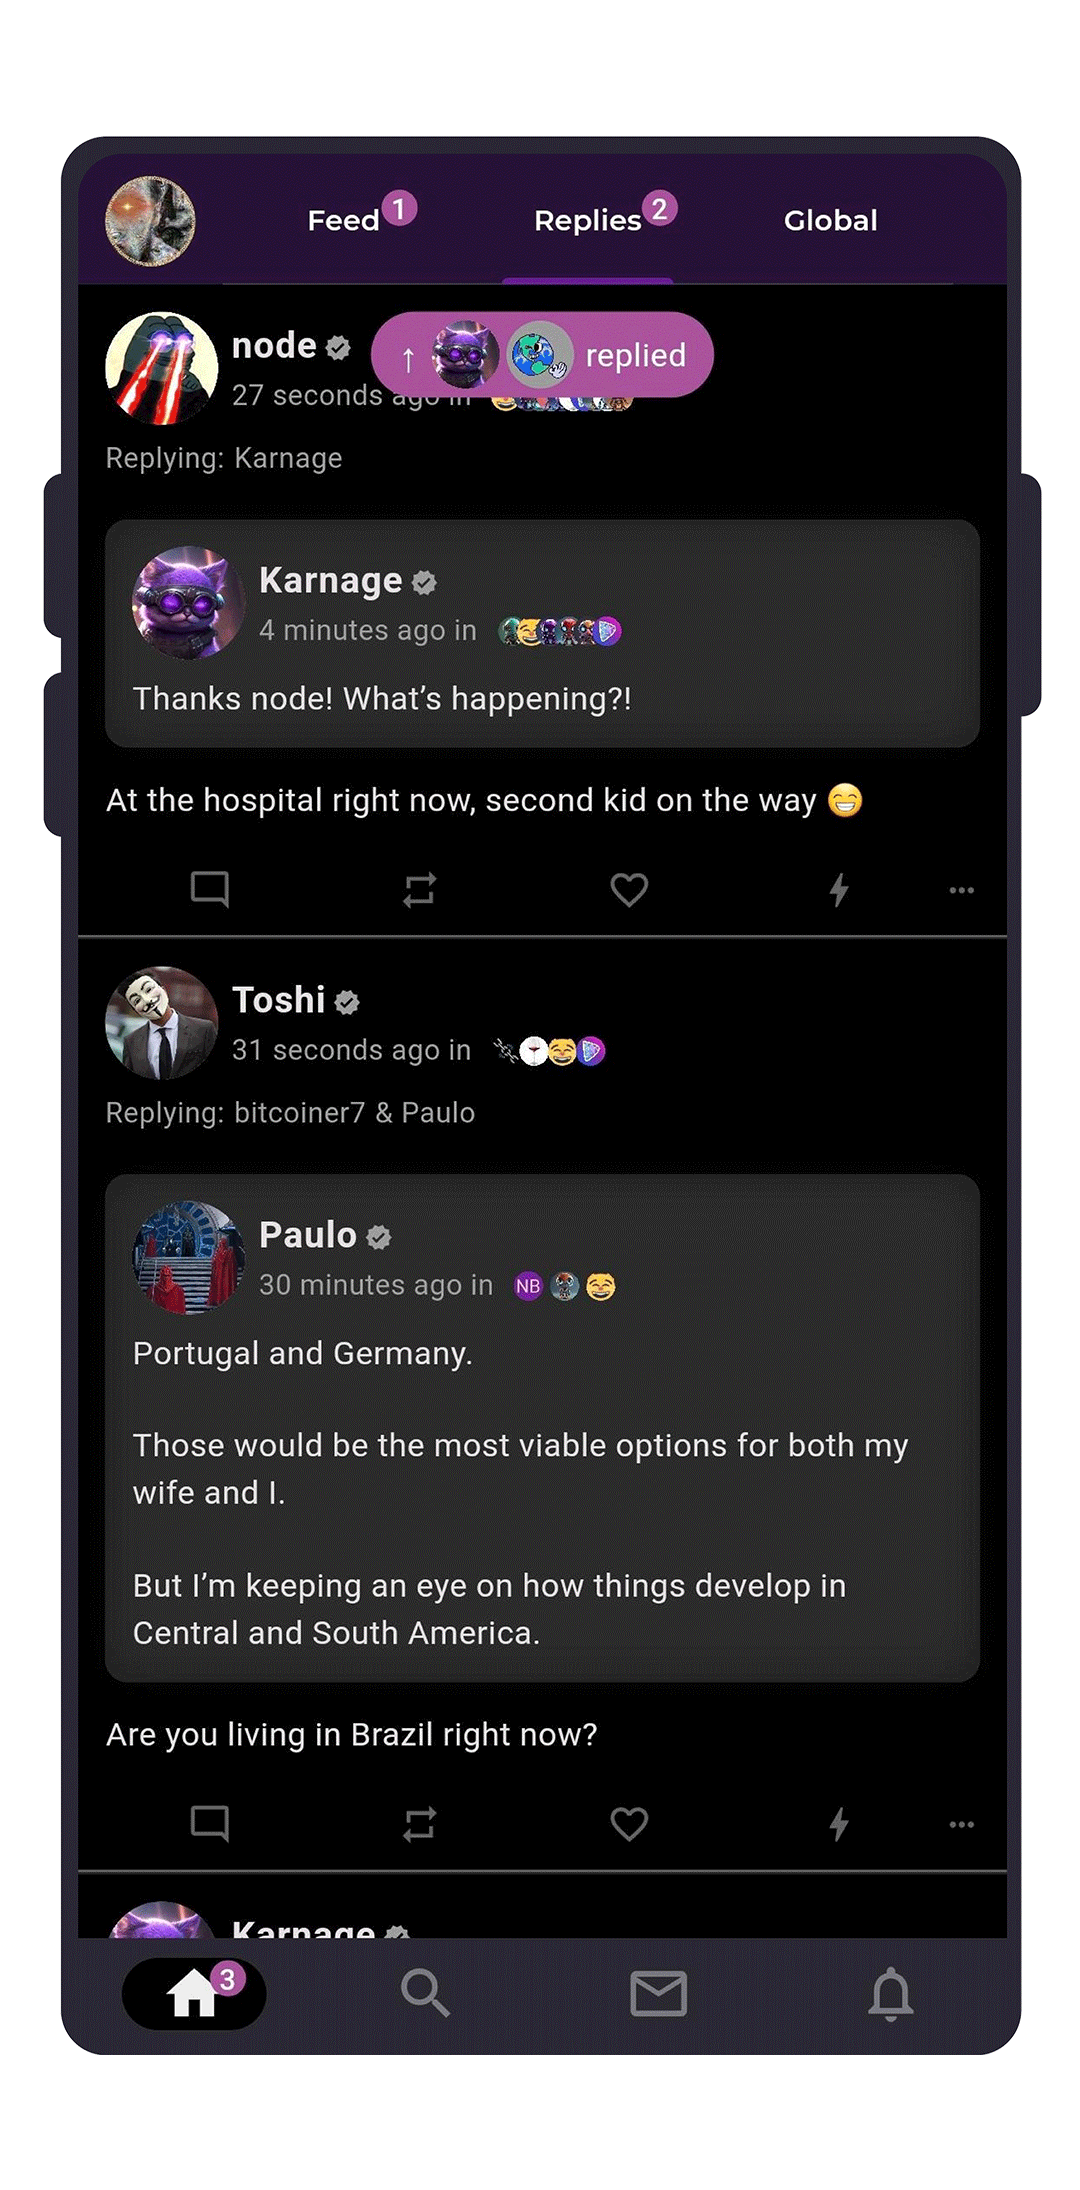 Feed 1
Replies 2
Global
node
↑ replied
27 seconds ago in
Replying: Karnage
Karnage
4 minutes ago in
Thanks node! What’s happening?!
At the hospital right now, second kid on the way 😁
Toshi
31 seconds ago in
Replying: bitcoiner7 & Paulo
Paulo
30 minutes ago in NB
Portugal and Germany.
Those would be the most viable options for both my
wife and I.
But I’m keeping an eye on how things develop in
Central and South America.
Are you living in Brazil right now?
Karnage
3